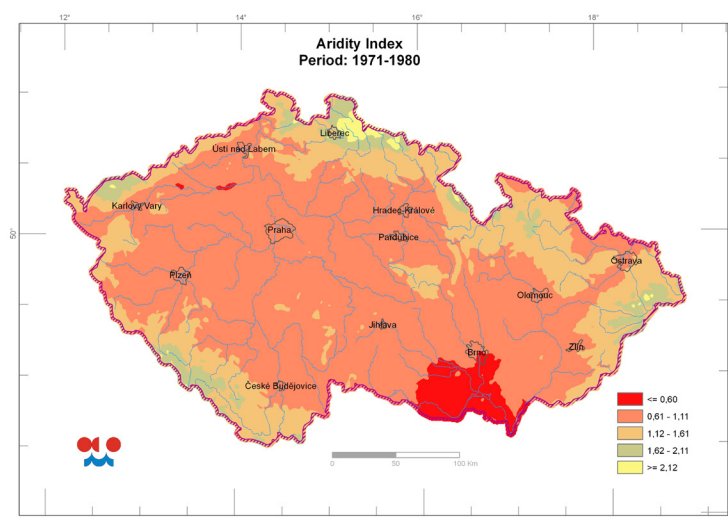 12°
14°
16°
18°
Aridity Index
Period: 1971-1980
Liberec
Ústí nad Labem
Karlovy Vary
Hradec Králové
50°
Praha
Pardubice
Ostrava
Plzeň
Olomouc
Jihlava
Brno
Zlín
České Budějovice
<= 0,60
0,61 - 1,11
1,12 - 1,61
1,62 - 2,11
>= 2,12
0 50 100 Km